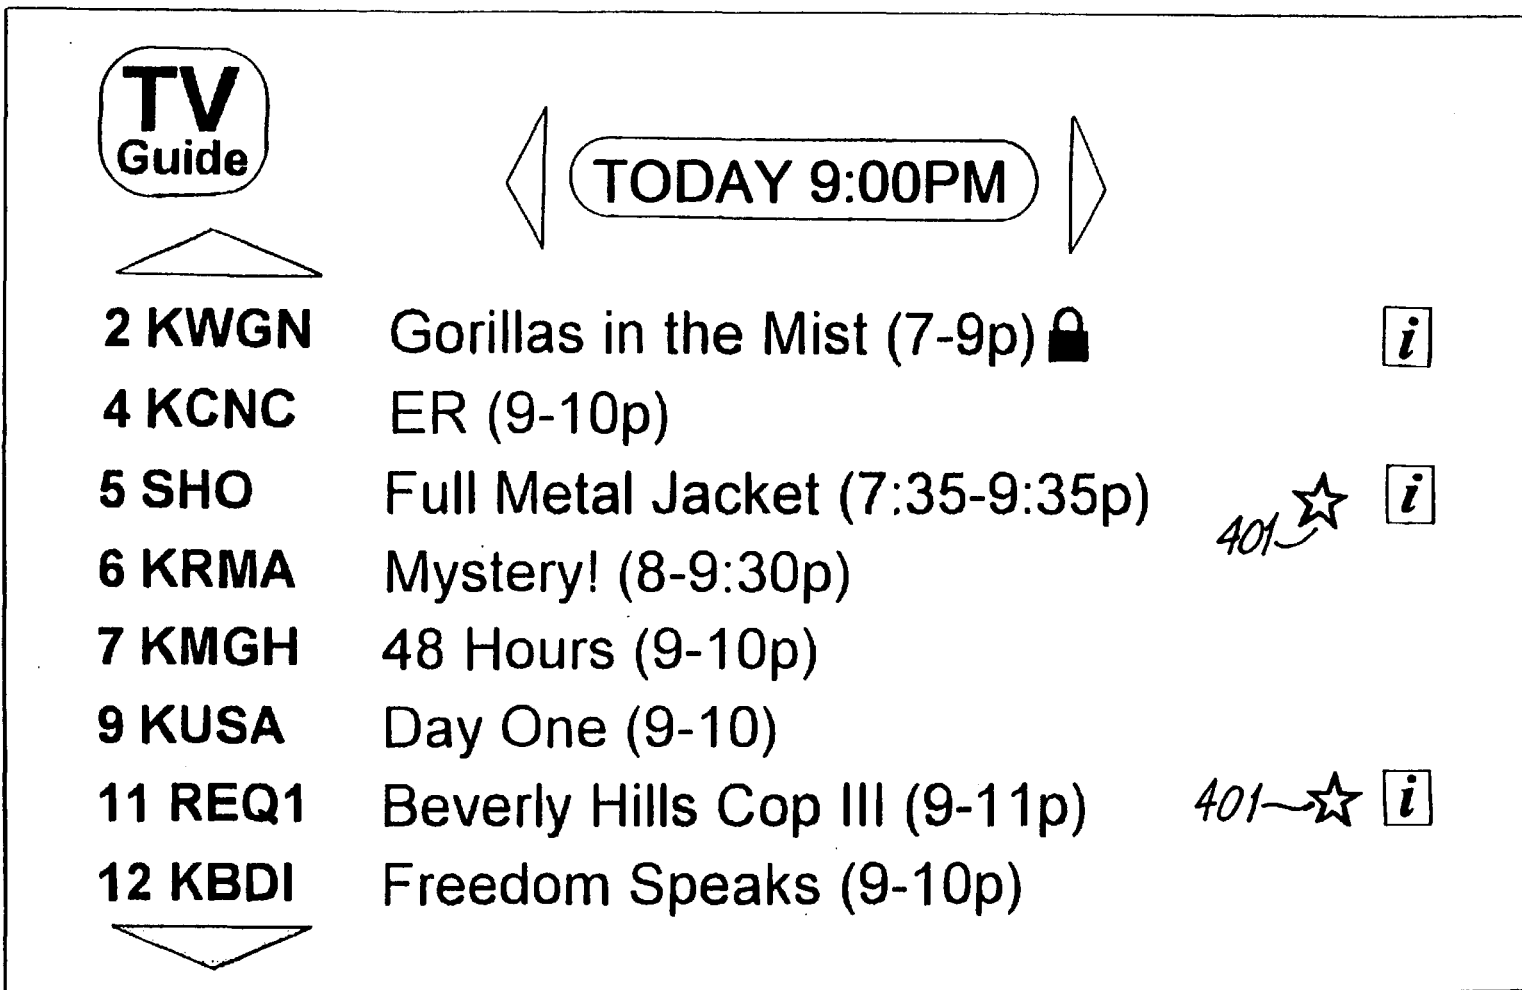 TV
Guide
TODAY 9:00PM
2 KWGN Gorillas in the Mist (7-9p) i
4 KCNC ER (9-10p)
5 SHO Full Metal Jacket (7:35-9:35p) 401 i
6 KRMA Mystery! (8-9:30p)
7 KMGH 48 Hours (9-10p)
9 KUSA Day One (9-10)
11 REQ1 Beverly Hills Cop III (9-11p) 401 i
12 KBDI Freedom Speaks (9-10p)